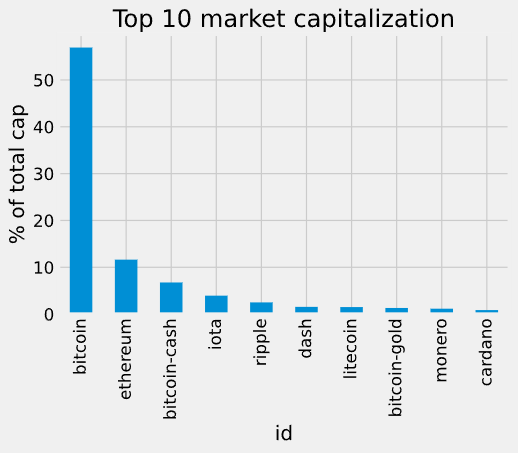 Top 10 market capitalization
% of total cap
50
40
30
20
10
0
bitcoin
ethereum
bitcoin-cash
iota
ripple
dash
litecoin
bitcoin-gold
monero
cardano
id